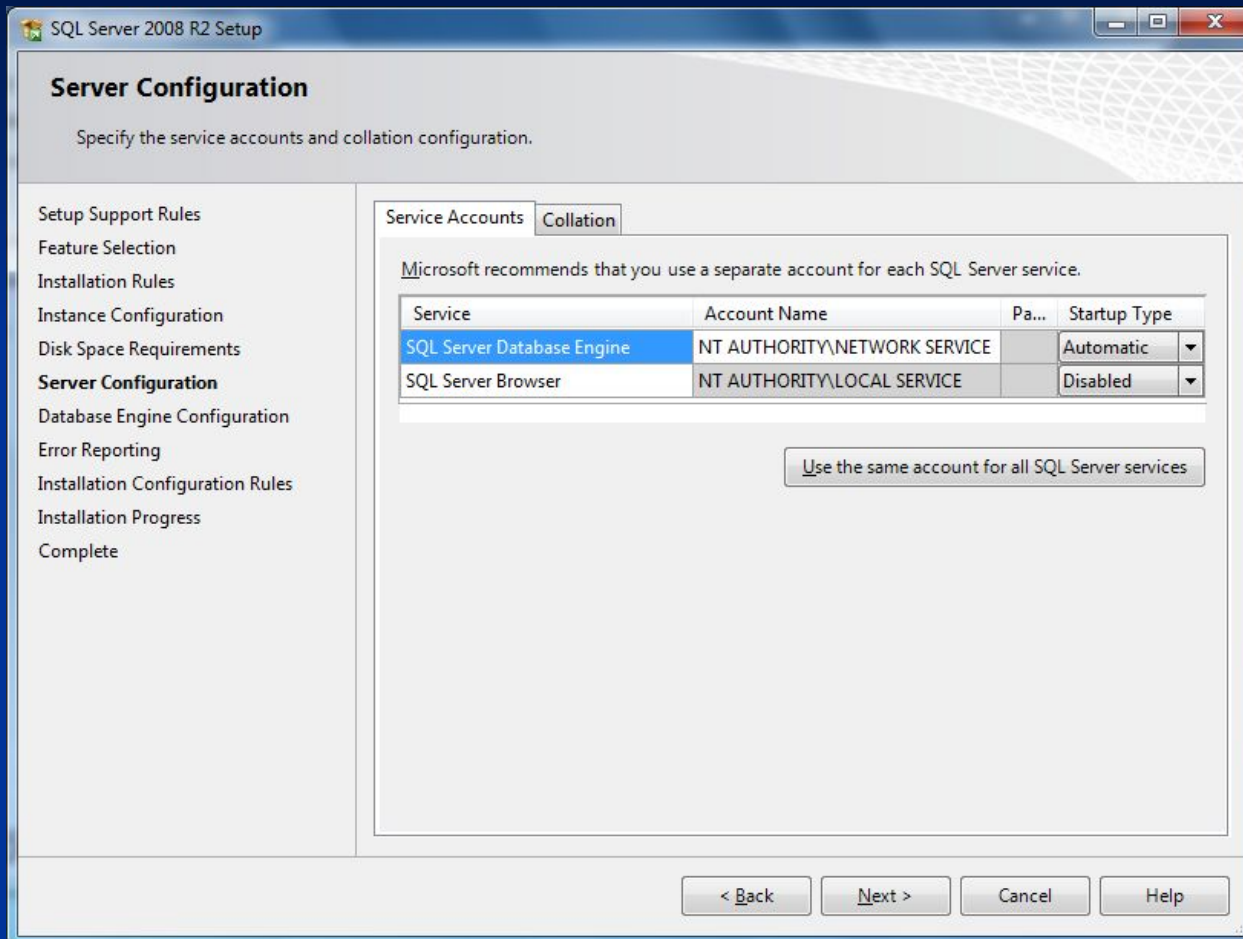 SQL Server 2008 R2 Setup
Server Configuration
Specify the service accounts and collation configuration.
Setup Support Rules
Feature Selection
Installation Rules
Instance Configuration
Disk Space Requirements
Server Configuration
Database Engine Configuration
Error Reporting
Installation Configuration Rules
Installation Progress
Complete
Service Accounts Collation
Microsoft recommends that you use a separate account for each SQL Server service.
Service Account Name Pa... Startup Type
SQL Server Database Engine NT AUTHORITY\NETWORK SERVICE Automatic
SQL Server Browser NT AUTHORITY\LOCAL SERVICE Disabled
Use the same account for all SQL Server services
< Back Next > Cancel Help